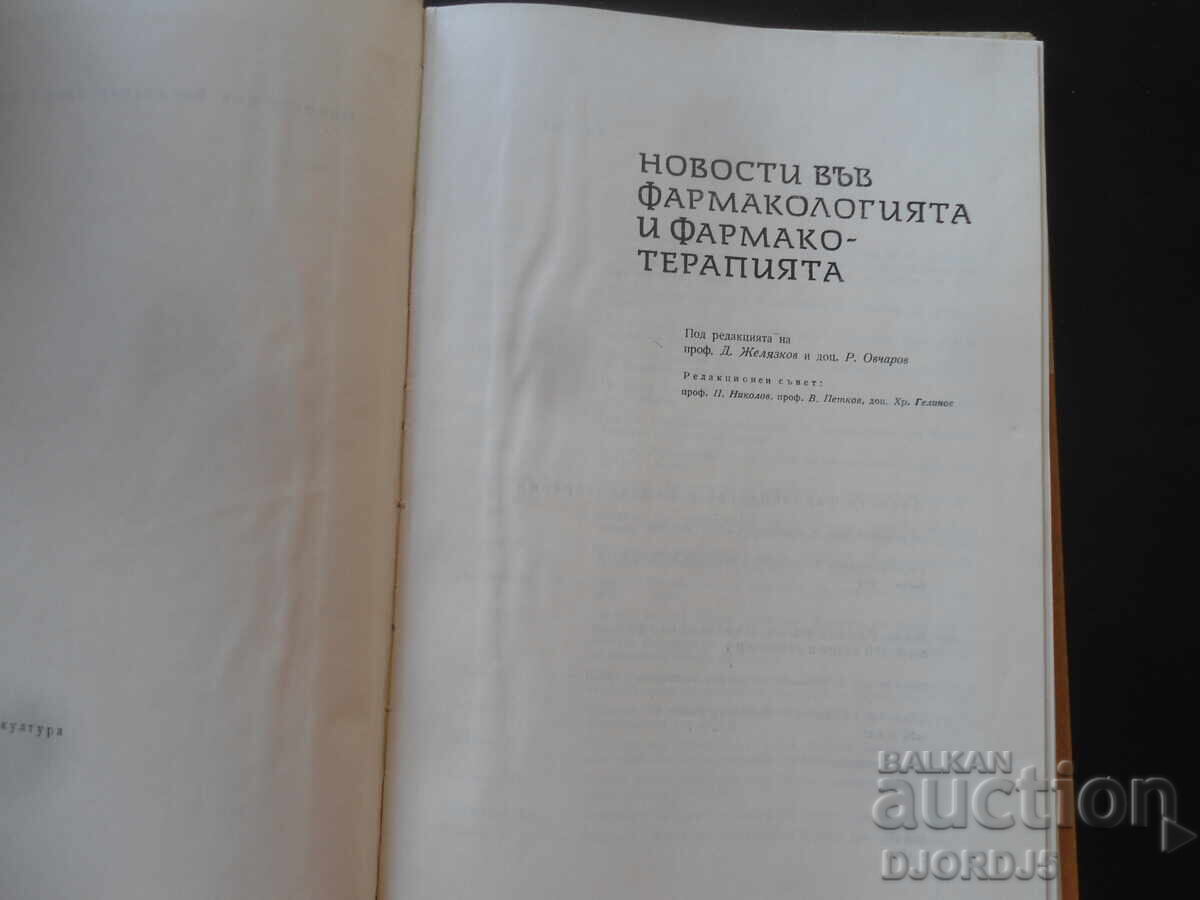 култура
НОВОСТИ ВЪВ
ФАРМАКОЛОГИЯТА
И ФАРМАКО-
ТЕРАПИЯТА
Под редакцията на
проф. Д. Желязков и доц. Р. Овчаров
Редакционен съвет:
проф. П. Николов, проф. В. Петков, доц. Хр. Гелинов
BALKAN
auction
DJORDJ5